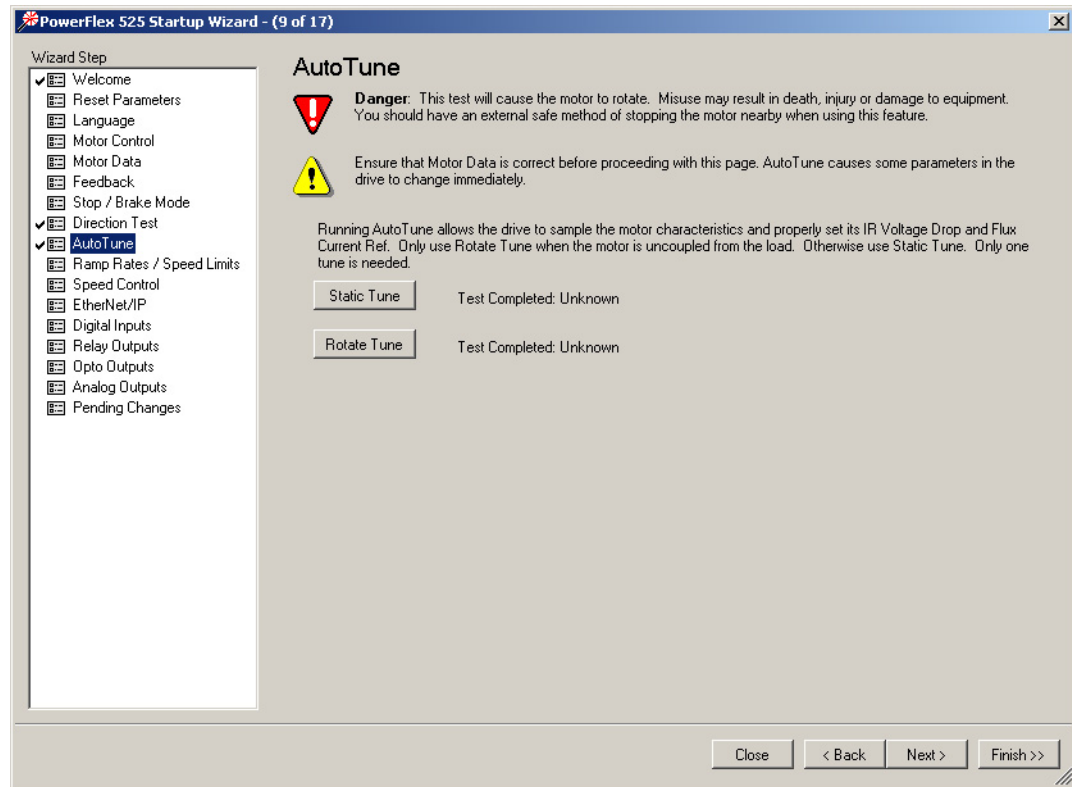 PowerFlex 525 Startup Wizard - (9 of 17)
Wizard Step
Welcome
Reset Parameters
Language
Motor Control
Motor Data
Feedback
Stop / Brake Mode
Direction Test
AutoTune
Ramp Rates / Speed Limits
Speed Control
EtherNet/IP
Digital Inputs
Relay Outputs
Opto Outputs
Analog Outputs
Pending Changes
AutoTune
Danger: This test will cause the motor to rotate. Misuse may result in death, injury or damage to equipment.
You should have an external safe method of stopping the motor nearby when using this feature.
Ensure that Motor Data is correct before proceeding with this page. AutoTune causes some parameters in the
drive to change immediately.
Running AutoTune allows the drive to sample the motor characteristics and properly set its IR Voltage Drop and Flux
Current Ref. Only use Rotate Tune when the motor is uncoupled from the load. Otherwise use Static Tune. Only one
tune is needed.
Static Tune
Test Completed: Unknown
Rotate Tune
Test Completed: Unknown
Close
< Back
Next >
Finish >>